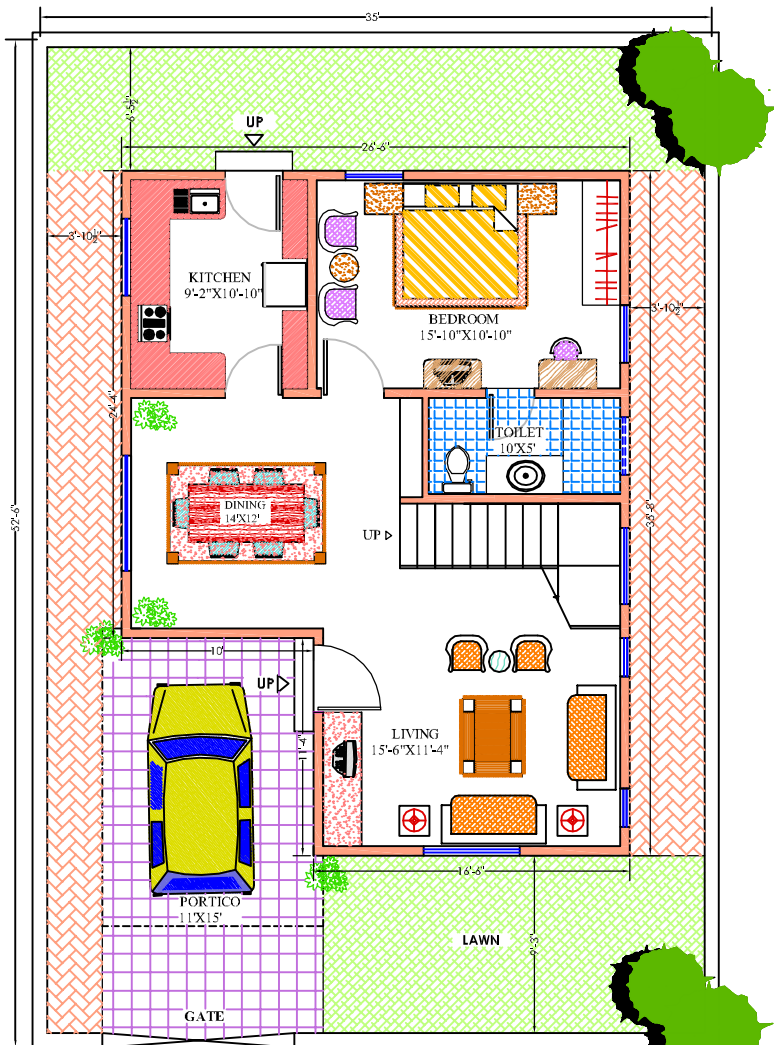 35'
6'-5½"
UP
26'-6"
3'-10½"
KITCHEN
9'-2"X10'-10"
BEDROOM
15'-10"X10'-10"
3'-10½"
24'-4"
TOILET
10'X5'
DINING
14'X12'
52'-6"
35'-8"
UP
10'
UP
LIVING
15'-6"X11'-4"
11'-4"
16'-6"
PORTICO
11'X15'
LAWN
9'-3"
GATE